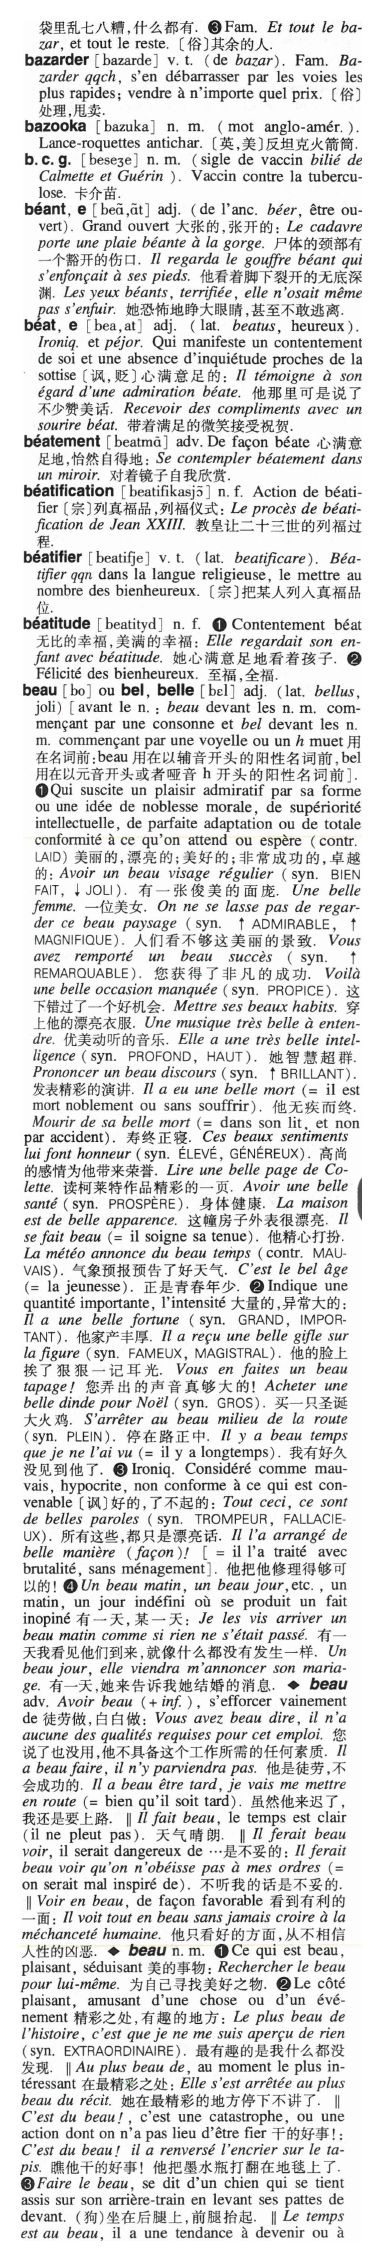 袋里乱七八糟,什么都有. ❸ Fam. Et tout le ba-
zar, et tout le reste. 〔俗〕其余的人.
bazarder [bazarde] v. t. (de bazar). Fam. Ba-
zarder qqch, s'en débarrasser par les voies les
plus rapides; vendre à n'importe quel prix. 〔俗〕
处理,甩卖.
bazooka [bazuka] n. m. (mot anglo-amér.).
Lance-roquettes antichar. 〔英,美〕反坦克火箭筒.
b. c. g. [beseʒe] n. m. (sigle de vaccin bilié de
Calmette et Guérin). Vaccin contre la tubercu-
lose. 卡介苗.
béant, e [beɑ̃,ɑ̃t] adj. (de l'anc. béer, être ou-
vert). Grand ouvert 大张的,张开的: Le cadavre
porte une plaie béante à la gorge. 尸体的颈部有
一个豁开的伤口. Il regarda le gouffre béant qui
s'enfonçait à ses pieds. 他看着脚下裂开的无底深
渊. Les yeux béants, terrifiée, elle n'osait même
pas s'enfuir. 她恐怖地睁大眼睛,甚至不敢逃离.
béat, e [bea,at] adj. (lat. beatus, heureux).
Ironiq. et péjor. Qui manifeste un contentement
de soi et une absence d'inquiétude proches de la
sottise 〔讽,贬〕心满意足的: Il témoigne à son
égard d'une admiration béate. 他那里可是说了
不少赞美话. Recevoir des compliments avec un
sourire béat. 带着满足的微笑接受祝贺.
béatement [beatmɑ̃] adv. De façon béate 心满意
足地,怡然自得地: Se contempler béatement dans
un miroir. 对着镜子自我欣赏.
béatification [beatifikasjɔ̃] n. f. Action de béati-
fier 〔宗〕列真福品,列福仪式: Le procès de béati-
fication de Jean XXIII. 教皇让二十三世的列福过
程.
béatifier [beatifje] v. t. (lat. beatificare). Béa-
tifier qqn dans la langue religieuse, le mettre au
nombre des bienheureux. 〔宗〕把某人列入真福品
位.
béatitude [beatityd] n. f. ❶ Contentement béat
无比的幸福,美满的幸福: Elle regardait son en-
fant avec béatitude. 她心满意足地看着孩子. ❷
Félicité des bienheureux. 至福,全福.
beau [bo] ou bel, belle [bɛl] adj. (lat. bellus,
joli) [avant le n. : beau devant les n. m. com-
mençant par une consonne et bel devant les n.
m. commençant par une voyelle ou un h muet 用
在名词前:beau 用在以辅音开头的阳性名词前,bel
用在以元音开头或者哑音 h 开头的阳性名词前].
❶ Qui suscite un plaisir admiratif par sa forme
ou une idée de noblesse morale, de supériorité
intellectuelle, de parfaite adaptation ou de totale
conformité à ce qu'on attend ou espère (contr.
LAID) 美丽的,漂亮的;美好的;非常成功的,卓越
的: Avoir un beau visage régulier (syn. BIEN
FAIT, ↓ JOLI). 有一张俊美的面庞. Une belle
femme. 一位美女. On ne se lasse pas de regar-
der ce beau paysage (syn. ↑ ADMIRABLE, ↑
MAGNIFIQUE). 人们看不够这美丽的景致. Vous
avez remporté un beau succès (syn. ↑
REMARQUABLE). 您获得了非凡的成功. Voilà
une belle occasion manquée (syn. PROPICE). 这
下错过了一个好机会. Mettre ses beaux habits. 穿
上他的漂亮衣服. Une musique très belle à enten-
dre. 优美动听的音乐. Elle a une très belle intel-
ligence (syn. PROFOND, HAUT). 她智慧超群.
Prononcer un beau discours (syn. ↑ BRILLANT).
发表精彩的演讲. Il a eu une belle mort (= il est
mort noblement ou sans souffrir). 他无疾而终.
Mourir de sa belle mort (= dans son lit, et non
par accident). 寿终正寝. Ces beaux sentiments
lui font honneur (syn. ÉLEVÉ, GÉNÉREUX). 高尚
的感情为他带来荣誉. Lire une belle page de Co-
lette. 读柯莱特作品精彩的一页. Avoir une belle
santé (syn. PROSPÈRE). 身体健康. La maison
est de belle apparence. 这幢房子外表很漂亮. Il
se fait beau (= il soigne sa tenue). 他精心打扮.
La météo annonce du beau temps (contr. MAU-
VAIS). 气象预报预告了好天气. C'est le bel âge
(= la jeunesse). 正是青春年少. ❷ Indique une
quantité importante, l'intensité 大量的,异常大的:
Il a une belle fortune (syn. GRAND, IMPOR-
TANT). 他家产丰厚. Il a reçu une belle gifle sur
la figure (syn. FAMEUX, MAGISTRAL). 他的脸上
挨了狠狠一记耳光. Vous en faites un beau
tapage! 您弄出的声音真够大的! Acheter une
belle dinde pour Noël (syn. GROS). 买一只圣诞
大火鸡. S'arrêter au beau milieu de la route
(syn. PLEIN). 停在路正中. Il y a beau temps
que je ne l'ai vu (= il y a longtemps). 我有好久
没见到他了. ❸ Ironiq. Considéré comme mau-
vais, hypocrite, non conforme à ce qui est con-
venable 〔讽〕好的,了不起的: Tout ceci, ce sont
de belles paroles (syn. TROMPEUR, FALLACIE-
UX). 所有这些,都只是漂亮话. Il l'a arrangé de
belle manière (façon)! [= il l'a traité avec
brutalité, sans ménagement]. 他把他修理得够可
以的! ❹ Un beau matin, un beau jour, etc. , un
matin, un jour indéfini où se produit un fait
inopiné 有一天,某一天: Je les vis arriver un
beau matin comme si rien ne s'était passé. 有一
天我看见他们到来,就像什么都没有发生一样. Un
beau jour, elle viendra m'annoncer son maria-
ge. 有一天,她来告诉我她结婚的消息. ◆ beau
adv. Avoir beau (+ inf.), s'efforcer vainement
de 徒劳做,白白做: Vous avez beau dire, il n'a
aucune des qualités requises pour cet emploi. 您
说了也没用,他不具备这个工作所需的任何素质. Il
a beau faire, il n'y parviendra pas. 他是徒劳,不
会成功的. Il a beau être tard, je vais me mettre
en route (= bien qu'il soit tard). 虽然他来迟了,
我还是要上路. ‖ Il fait beau, le temps est clair
(il ne pleut pas). 天气晴朗. ‖ Il ferait beau
voir, il serait dangereux de …是不妥的: Il ferait
beau voir qu'on n'obéisse pas à mes ordres (=
on serait mal inspiré de). 不听我的话是不妥的.
‖ Voir en beau, de façon favorable 看到有利的
一面: Il voit tout en beau sans jamais croire à la
méchanceté humaine. 他只看好的方面,从不相信
人性的凶恶. ◆ beau n. m. ❶ Ce qui est beau,
plaisant, séduisant 美的事物: Rechercher le beau
pour lui-même. 为自己寻找美好之物. ❷ Le côté
plaisant, amusant d'une chose ou d'un évé-
nement 精彩之处,有趣的地方: Le plus beau de
l'histoire, c'est que je ne me suis aperçu de rien
(syn. EXTRAORDINAIRE). 最有趣的是我什么都没
发现. ‖ Au plus beau de, au moment le plus in-
téressant 在最精彩之处: Elle s'est arrêtée au plus
beau du récit. 她在最精彩的地方停下不讲了. ‖
C'est du beau!, c'est une catastrophe, ou une
action dont on n'a pas lieu d'être fier 干的好事!:
C'est du beau! il a renversé l'encrier sur le ta-
pis. 瞧他干的好事! 他把墨水瓶打翻在地毯上了.
❸ Faire le beau, se dit d'un chien qui se tient
assis sur son arrière-train en levant ses pattes de
devant. (狗)坐在后腿上,前腿抬起. ‖ Le temps
est au beau, il a une tendance à devenir ou à